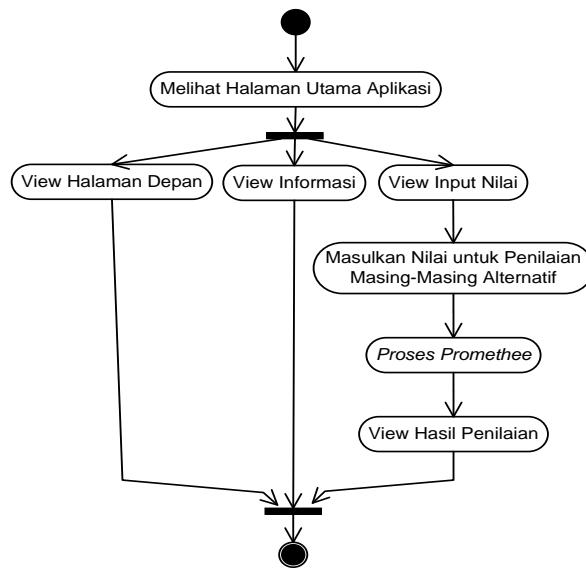 Melihat Halaman Utama Aplikasi
View Halaman Depan
View Informasi
View Input Nilai
Masulkan Nilai untuk Penilaian
Masing-Masing Alternatif
Proses Promethee
View Hasil Penilaian